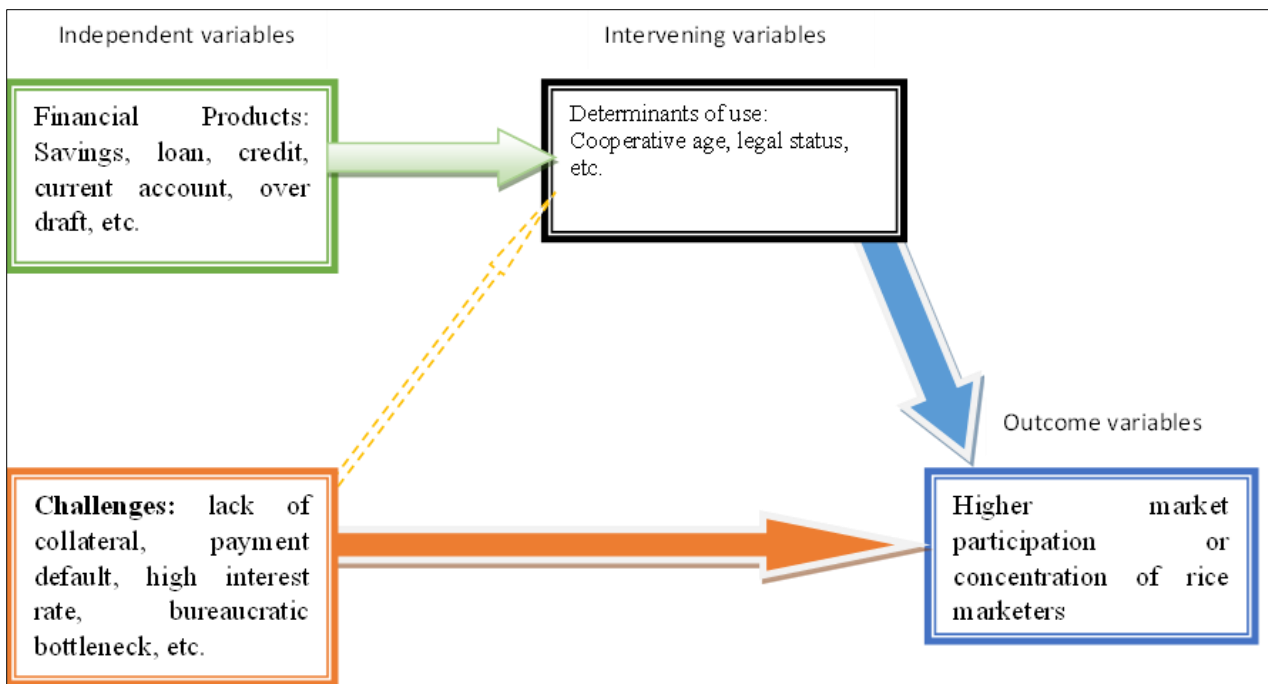 Independent variables
Intervening variables
Financial Products:
Savings, loan, credit,
current account, over
draft, etc.
Determinants of use:
Cooperative age, legal status,
etc.
Outcome variables
Challenges: lack of
collateral, payment
default, high interest
rate, bureaucratic
bottleneck, etc.
Higher market
participation or
concentration of rice
marketers